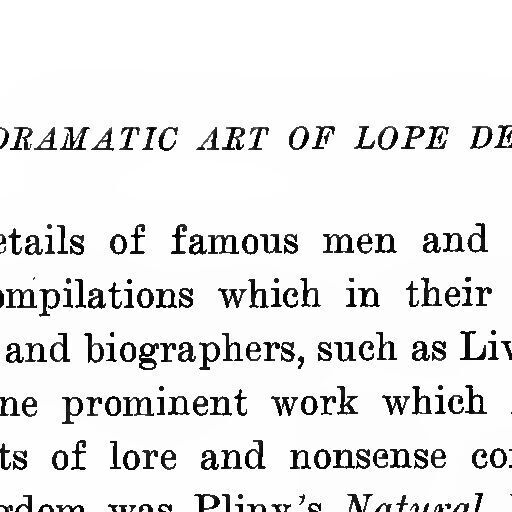 DRAMATIC ART OF LOPE DE
etails of famous men and
ompilations which in their
and biographers, such as Liv
ne prominent work which
ts of lore and nonsense co
gdom was Pliny's Natural